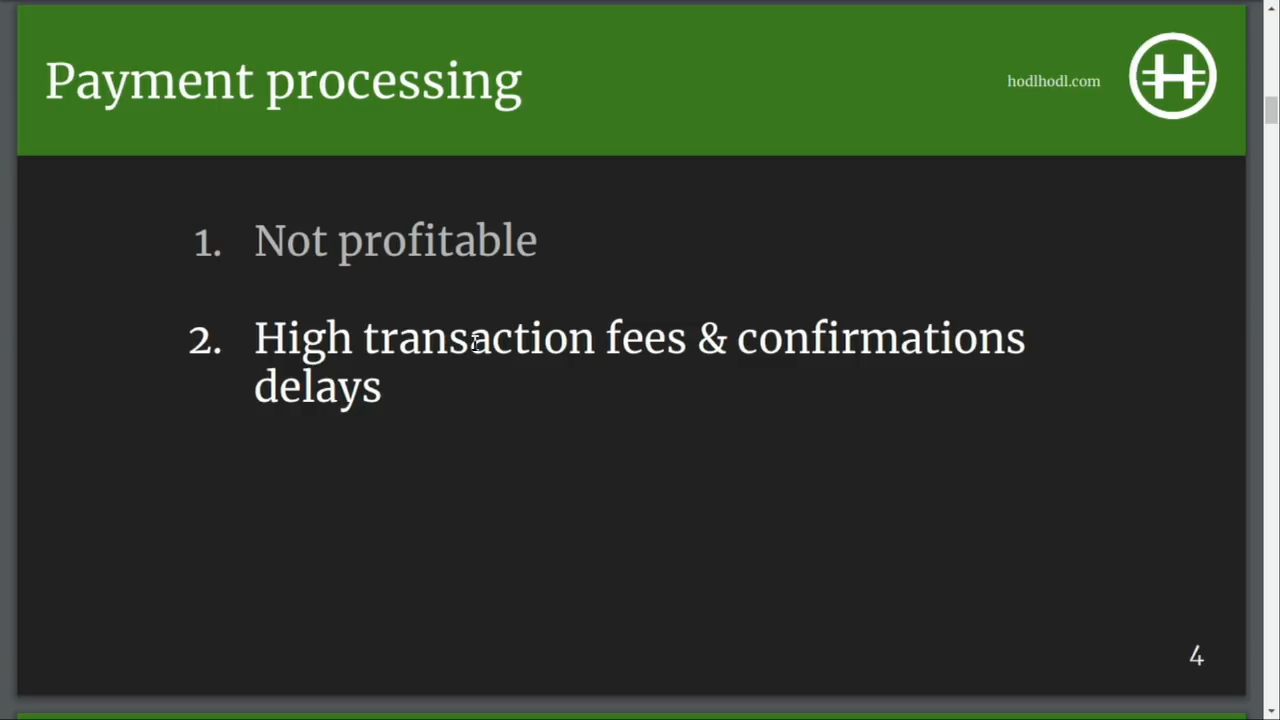 Payment processing
hodlhodl.com
1. Not profitable
2. High transaction fees & confirmations
delays
4